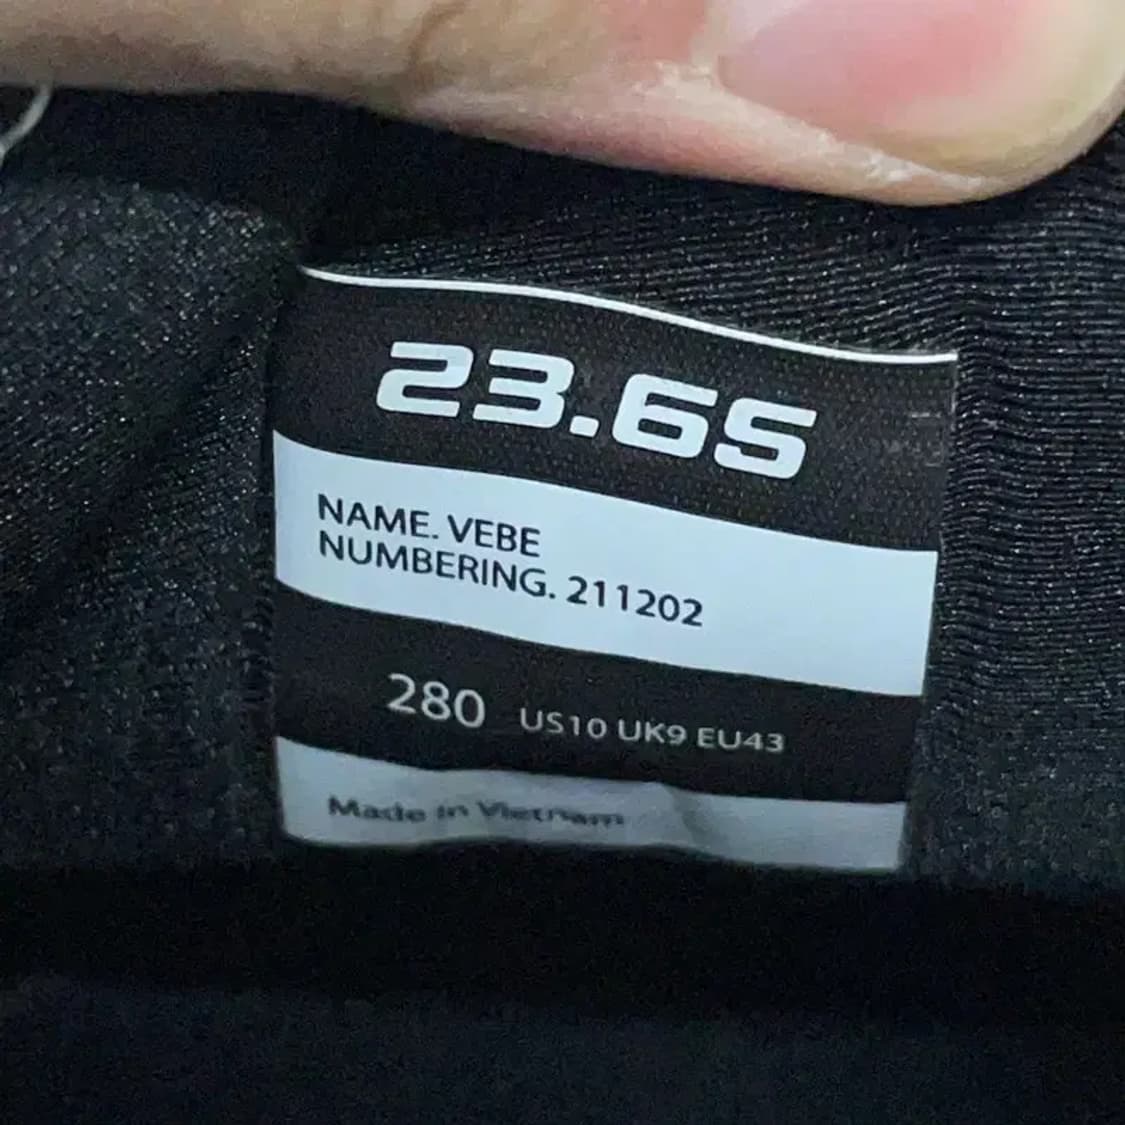 23.65
NAME. VEBE
NUMBERING. 211202
280 US10 UK9 EU43
Made in Vietnam